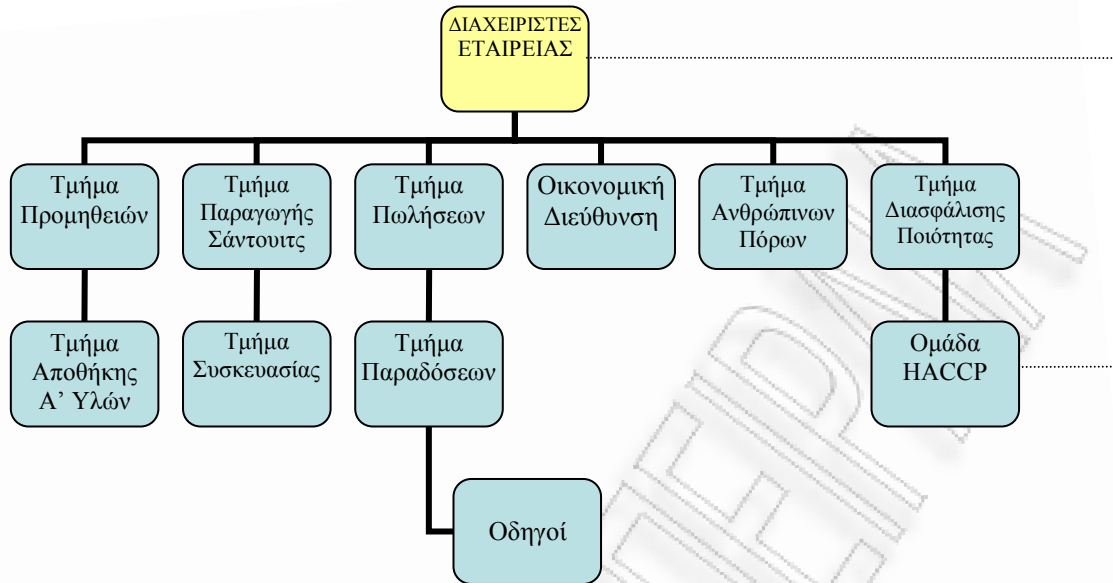 ΔΙΑΧΕΙΡΙΣΤΕΣ
ΕΤΑΙΡΕΙΑΣ
Τμήμα
Προμηθειών
Τμήμα
Παραγωγής
Σάντουιτς
Τμήμα
Πωλήσεων
Οικονομική
Διεύθυνση
Τμήμα
Ανθρώπινων
Πόρων
Τμήμα
Διασφάλισης
Ποιότητας
Τμήμα
Αποθήκης
Α’ Υλών
Τμήμα
Συσκευασίας
Τμήμα
Παραδόσεων
Ομάδα
HACCP
Οδηγοί